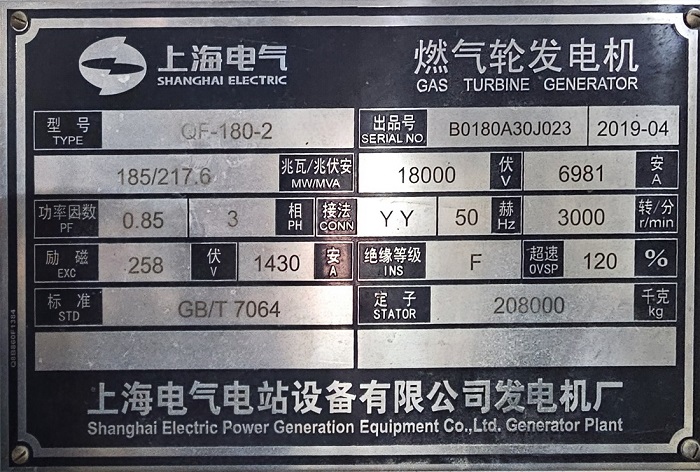 上海电气 燃气轮发电机
SHANGHAI ELECTRIC GAS TURBINE GENERATOR
型号 TYPE QF-180-2 出品号 SERIAL NO. B0180A30J023 2019-04
185/217.6 兆瓦/兆伏安 MW/MVA 18000 伏 V 6981 安 A
功率因数 PF 0.85 3 相 PH 接法 CONN YY 50 赫 Hz 3000 转/分 r/min
励磁 EXC 258 伏 V 1430 安 A 绝缘等级 INS F 超速 OVSP 120 %
标准 STD GB/T 7064 定子 STATOR 208000 千克 kg
上海电气电站设备有限公司发电机厂
Shanghai Electric Power Generation Equipment Co.,Ltd. Generator Plant